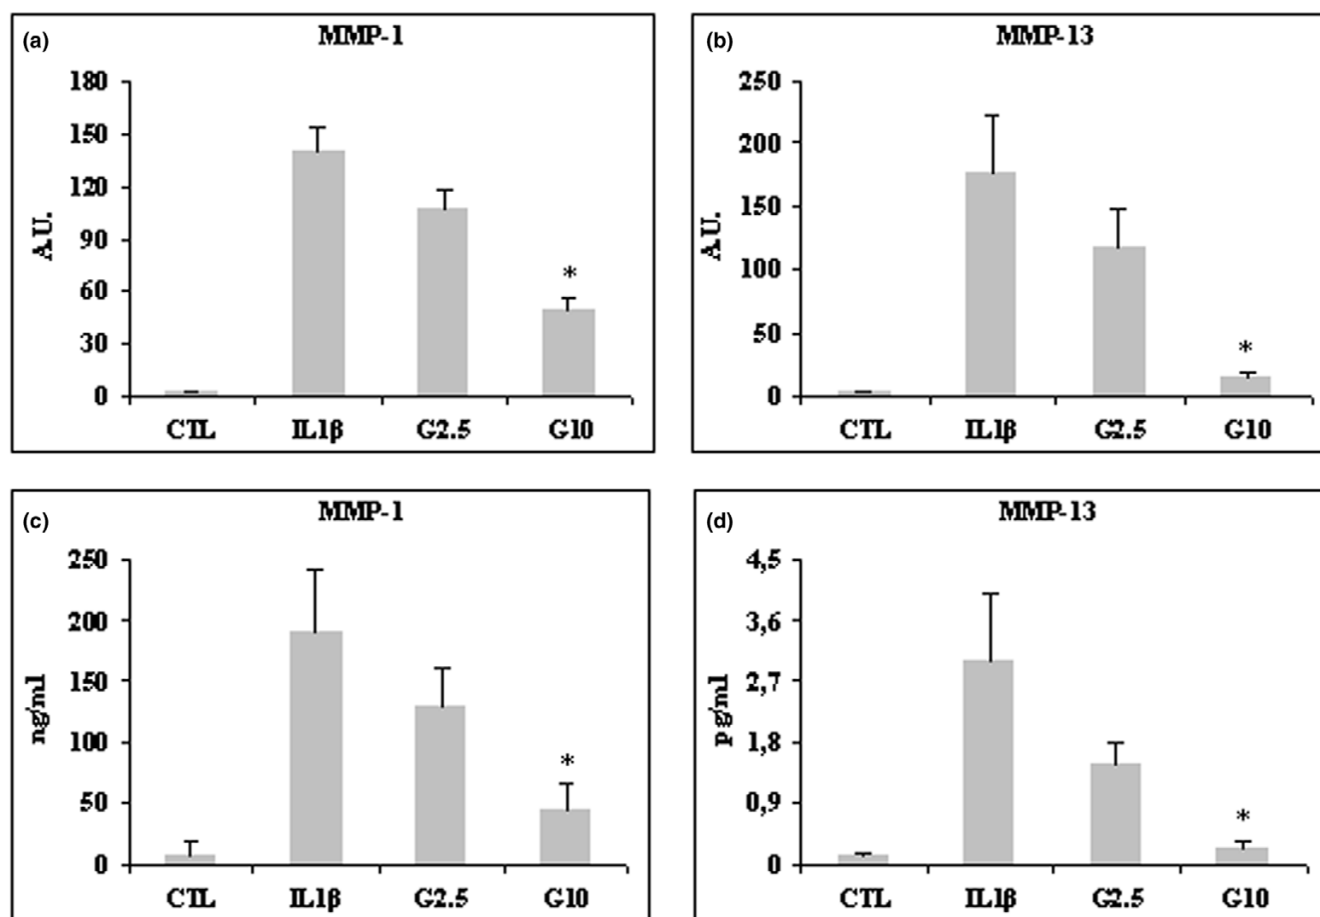 (a) MMP-1
180
150
120
90
60
30
0
A.U.
*
CTL IL1β G2.5 G10
(b) MMP-13
250
200
150
100
50
0
A.U.
*
CTL IL1β G2.5 G10
(c) MMP-1
250
200
150
100
50
0
ng/ml
*
CTL IL1β G2.5 G10
(d) MMP-13
4,5
3,6
2,7
1,8
0,9
0
pg/ml
*
CTL IL1β G2.5 G10